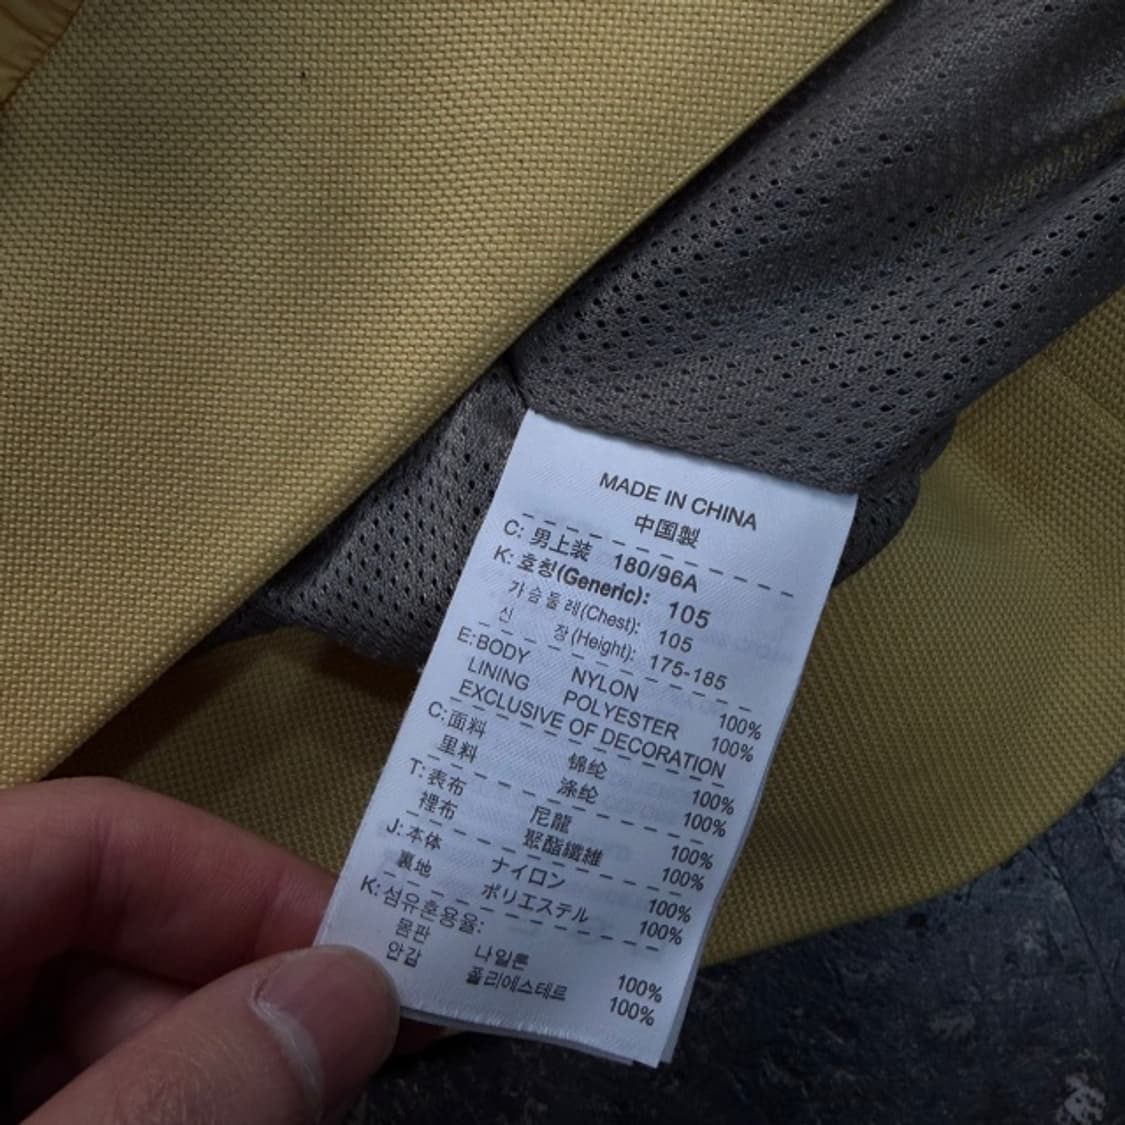 MADE IN CHINA
中国製
C: 男上装 180/96A
K: 호칭(Generic): 105
가슴둘레(Chest): 105
신 장(Height): 175-185
E: BODY NYLON 100%
LINING POLYESTER 100%
EXCLUSIVE OF DECORATION
C: 面料 锦纶 100%
里料 涤纶 100%
T: 表布 尼龍 100%
裡布 聚酯纖維 100%
J: 本体 ナイロン 100%
裏地 ポリエステル 100%
K: 섬유혼용율:
몸판 나일론 100%
안감 폴리에스테르 100%